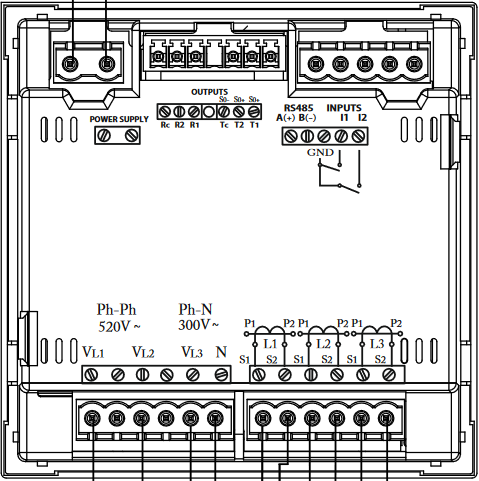 OUTPUTS
S0- S0+ S0+
Rc R2 R1 Tc T2 T1
POWER SUPPLY
RS485 INPUTS
A(+) B(-) I1 I2
GND
Ph-Ph Ph-N
520V ~ 300V ~
P1 P2 P1 P2 P1 P2
L1 L2 L3
VL1 VL2 VL3 N
S1 S2 S1 S2 S1 S2